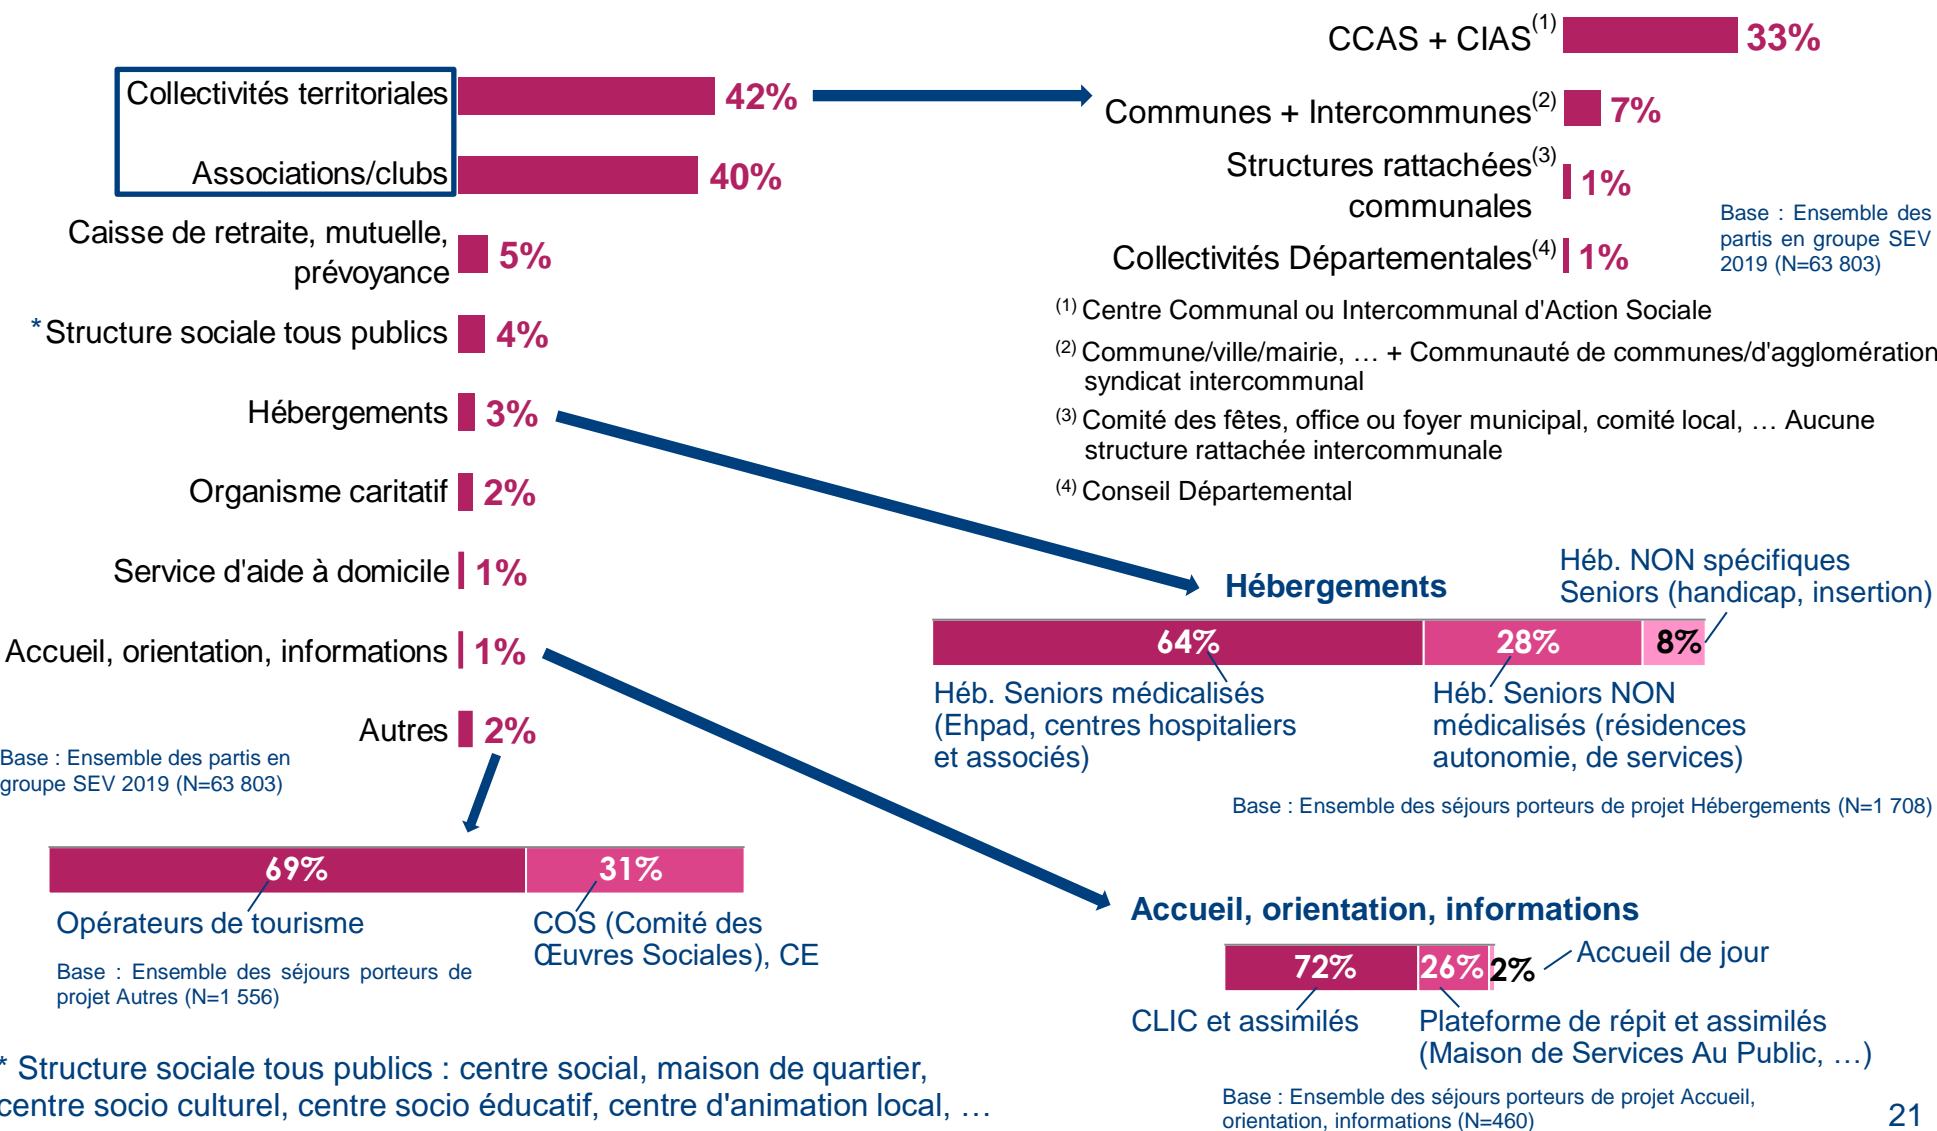 Collectivités territoriales 42%
Associations/clubs 40%
Caisse de retraite, mutuelle,
prévoyance 5%
*Structure sociale tous publics 4%
Hébergements 3%
Organisme caritatif 2%
Service d'aide à domicile 1%
Accueil, orientation, informations 1%
Autres 2%
Base : Ensemble des partis en
groupe SEV 2019 (N=63 803)
CCAS + CIAS(1) 33%
Communes + Intercommunes(2) 7%
Structures rattachées(3)
communales 1%
Collectivités Départementales(4) 1%
Base : Ensemble des
partis en groupe SEV
2019 (N=63 803)
(1) Centre Communal ou Intercommunal d'Action Sociale
(2) Commune/ville/mairie, … + Communauté de communes/d'agglomération
syndicat intercommunal
(3) Comité des fêtes, office ou foyer municipal, comité local, … Aucune
structure rattachée intercommunale
(4) Conseil Départemental
Hébergements
Héb. NON spécifiques
Seniors (handicap, insertion)
64% 28% 8%
Héb. Seniors médicalisés
(Ehpad, centres hospitaliers
et associés)
Héb. Seniors NON
médicalisés (résidences
autonomie, de services)
Base : Ensemble des séjours porteurs de projet Hébergements (N=1 708)
69% 31%
Opérateurs de tourisme
COS (Comité des
Œuvres Sociales), CE
Base : Ensemble des séjours porteurs de
projet Autres (N=1 556)
Accueil, orientation, informations
72% 26% 2%
Accueil de jour
CLIC et assimilés
Plateforme de répit et assimilés
(Maison de Services Au Public, …)
Base : Ensemble des séjours porteurs de projet Accueil,
orientation, informations (N=460)
* Structure sociale tous publics : centre social, maison de quartier,
centre socio culturel, centre socio éducatif, centre d'animation local, …
21